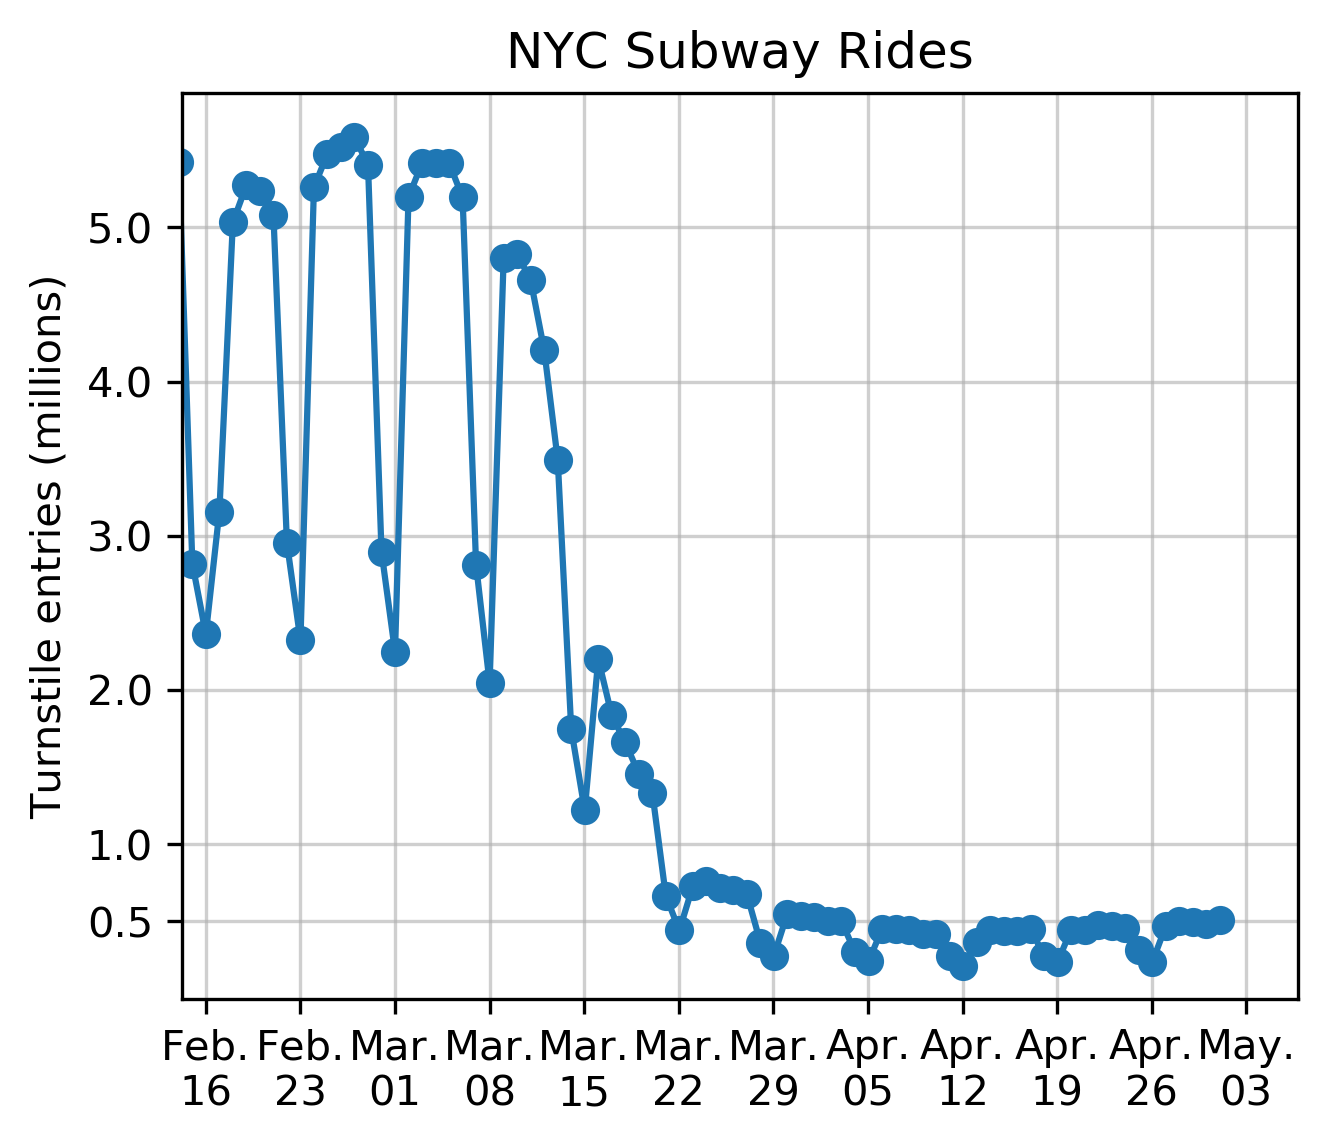 NYC Subway Rides
Turnstile entries (millions)
5.0
4.0
3.0
2.0
1.0
0.5
Feb. Feb. Mar. Mar. Mar. Mar. Mar. Apr. Apr. Apr. Apr. May.
16 23 01 08 15 22 29 05 12 19 26 03